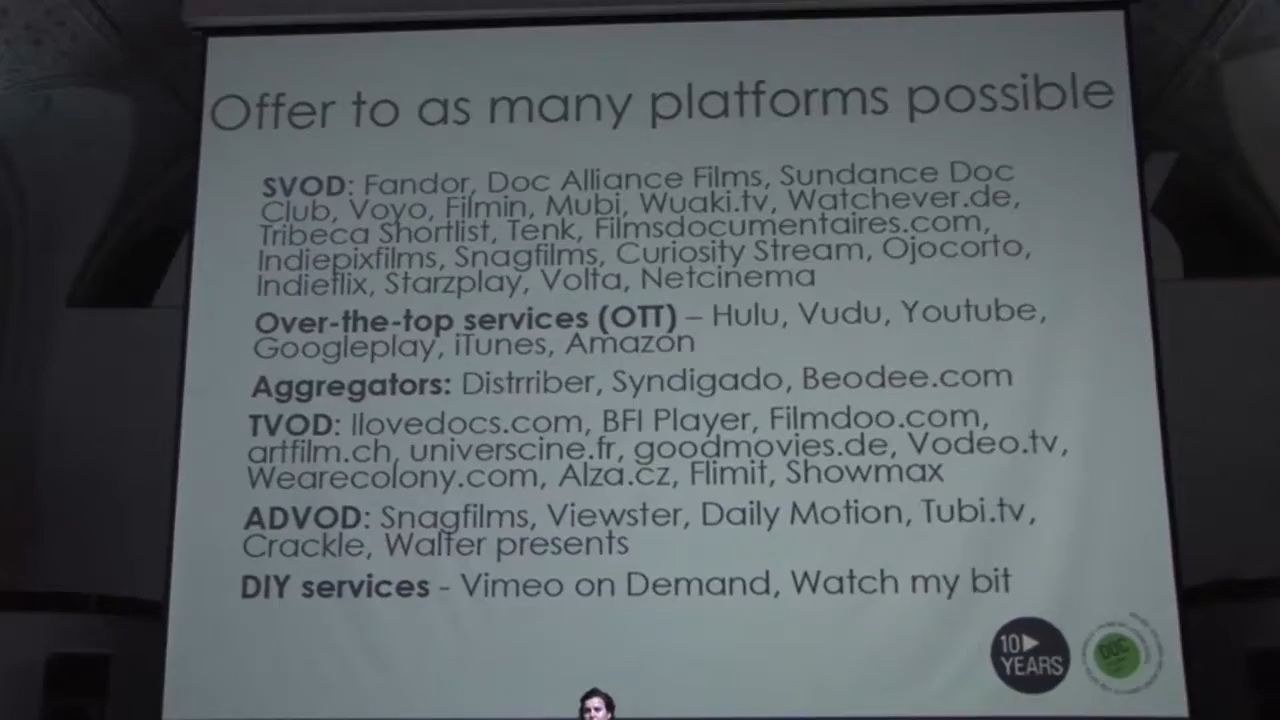 Offer to as many platforms possible
SVOD: Fandor, Doc Alliance Films, Sundance Doc
Club, Voyo, Filmin, Mubi, Wuaki.tv, Watchever.de,
Tribeca Shortlist, Tenk, Filmsdocumentaires.com,
Indiepixfilms, Snagfilms, Curiosity Stream, Ojocorto,
Indieflix, Starzplay, Volta, Netcinema
Over-the-top services (OTT) – Hulu, Vudu, Youtube,
Googleplay, iTunes, Amazon
Aggregators: Distrriber, Syndigado, Beodee.com
TVOD: Ilovedocs.com, BFI Player, Filmdoo.com,
artfilm.ch, universcine.fr, goodmovies.de, Vodeo.tv,
Wearecolony.com, Alza.cz, Flimit, Showmax
ADVOD: Snagfilms, Viewster, Daily Motion, Tubi.tv,
Crackle, Walter presents
DIY services - Vimeo on Demand, Watch my bit
10
YEARS
DOC